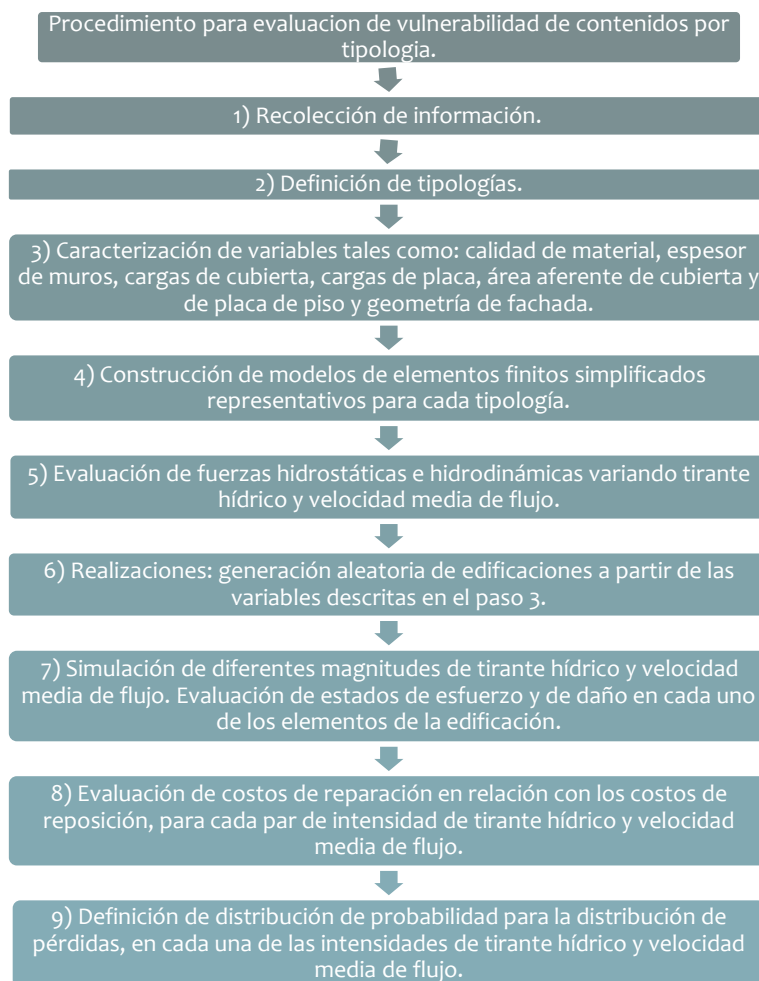 Procedimiento para evaluacion de vulnerabilidad de contenidos por
tipologia.
1) Recolección de información.
2) Definición de tipologías.
3) Caracterización de variables tales como: calidad de material, espesor
de muros, cargas de cubierta, cargas de placa, área aferente de cubierta y
de placa de piso y geometría de fachada.
4) Construcción de modelos de elementos finitos simplificados
representativos para cada tipología.
5) Evaluación de fuerzas hidrostáticas e hidrodinámicas variando tirante
hídrico y velocidad media de flujo.
6) Realizaciones: generación aleatoria de edificaciones a partir de las
variables descritas en el paso 3.
7) Simulación de diferentes magnitudes de tirante hídrico y velocidad
media de flujo. Evaluación de estados de esfuerzo y de daño en cada uno
de los elementos de la edificación.
8) Evaluación de costos de reparación en relación con los costos de
reposición, para cada par de intensidad de tirante hídrico y velocidad
media de flujo.
9) Definición de distribución de probabilidad para la distribución de
pérdidas, en cada una de las intensidades de tirante hídrico y velocidad
media de flujo.